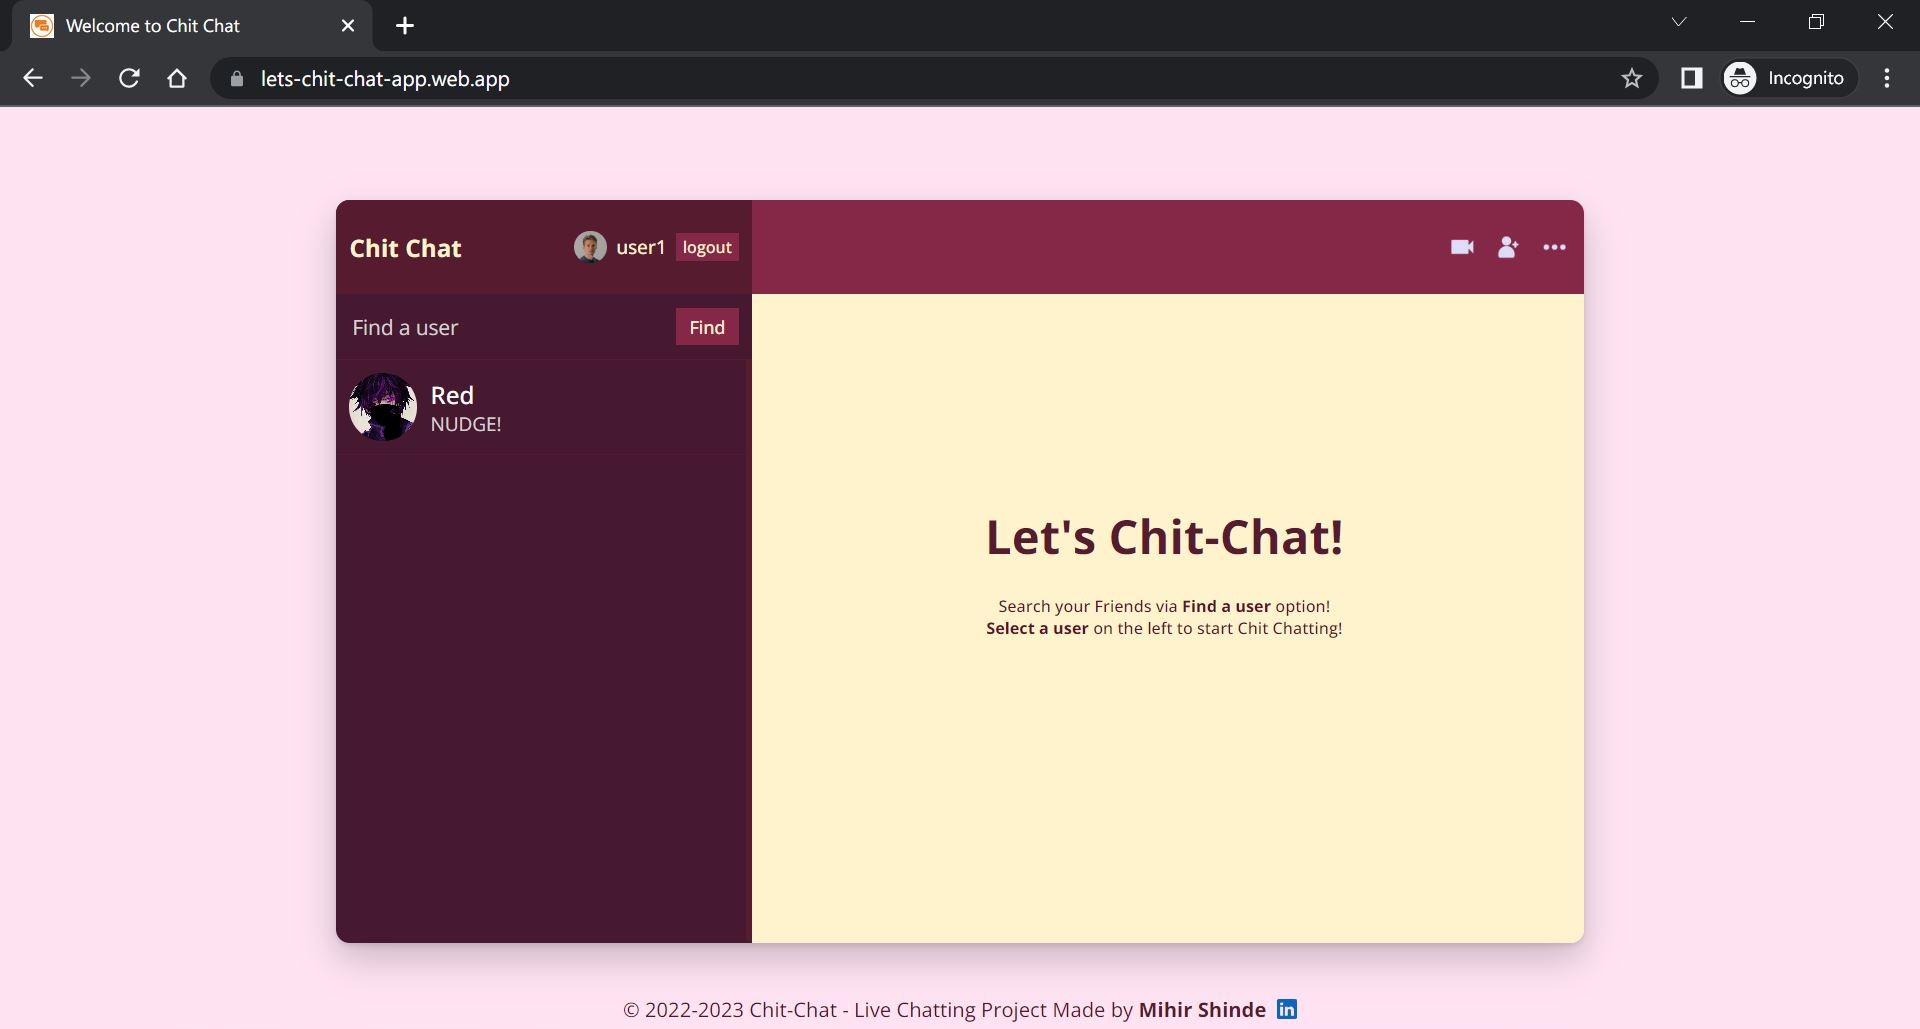 Welcome to Chit Chat
lets-chit-chat-app.web.app
Incognito
Chit Chat
user1
logout
Find a user
Find
Red
NUDGE!
Let's Chit-Chat!
Search your Friends via Find a user option!
Select a user on the left to start Chit Chatting!
© 2022-2023 Chit-Chat - Live Chatting Project Made by Mihir Shinde in